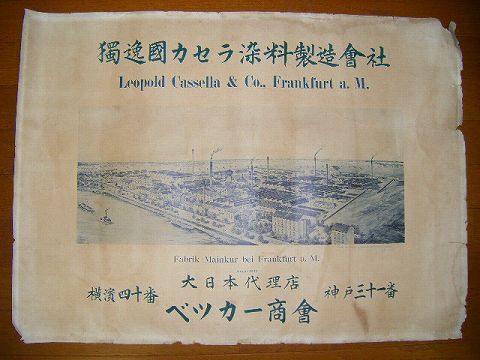 獨逸國カセラ染料製造會社
Leopold Cassella & Co., Frankfurt a. M.
Fabrik Mainkur bei Frankfurt a. M.
大日本代理店
横濱四十番
神戸三十一番
ベツカー商會